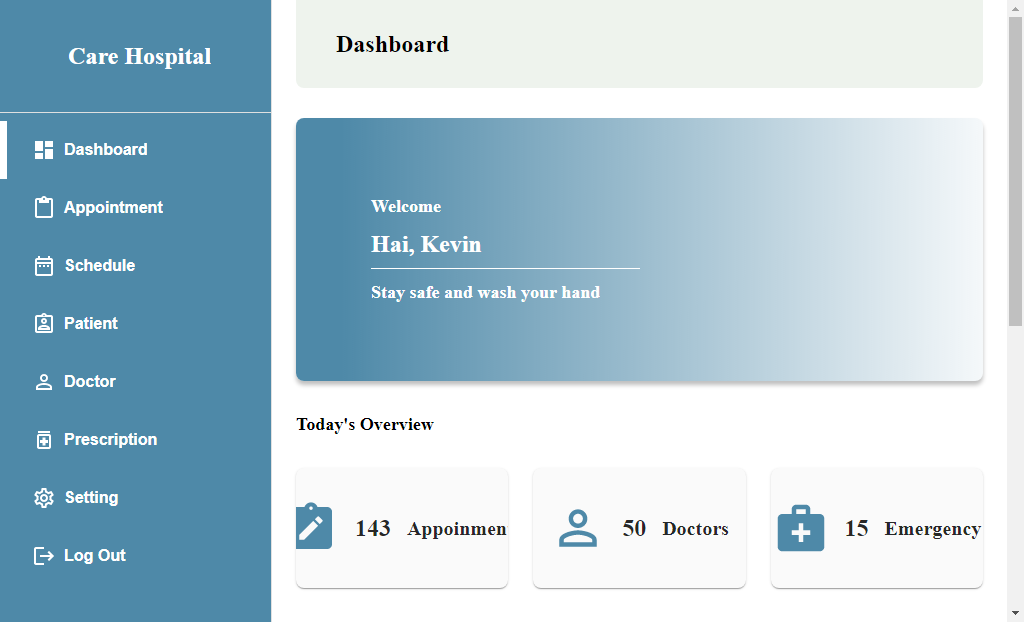 Care Hospital
Dashboard
Appointment
Schedule
Patient
Doctor
Prescription
Setting
Log Out
Dashboard
Welcome
Hai, Kevin
Stay safe and wash your hand
Today's Overview
143 Appoinmen
50 Doctors
15 Emergency